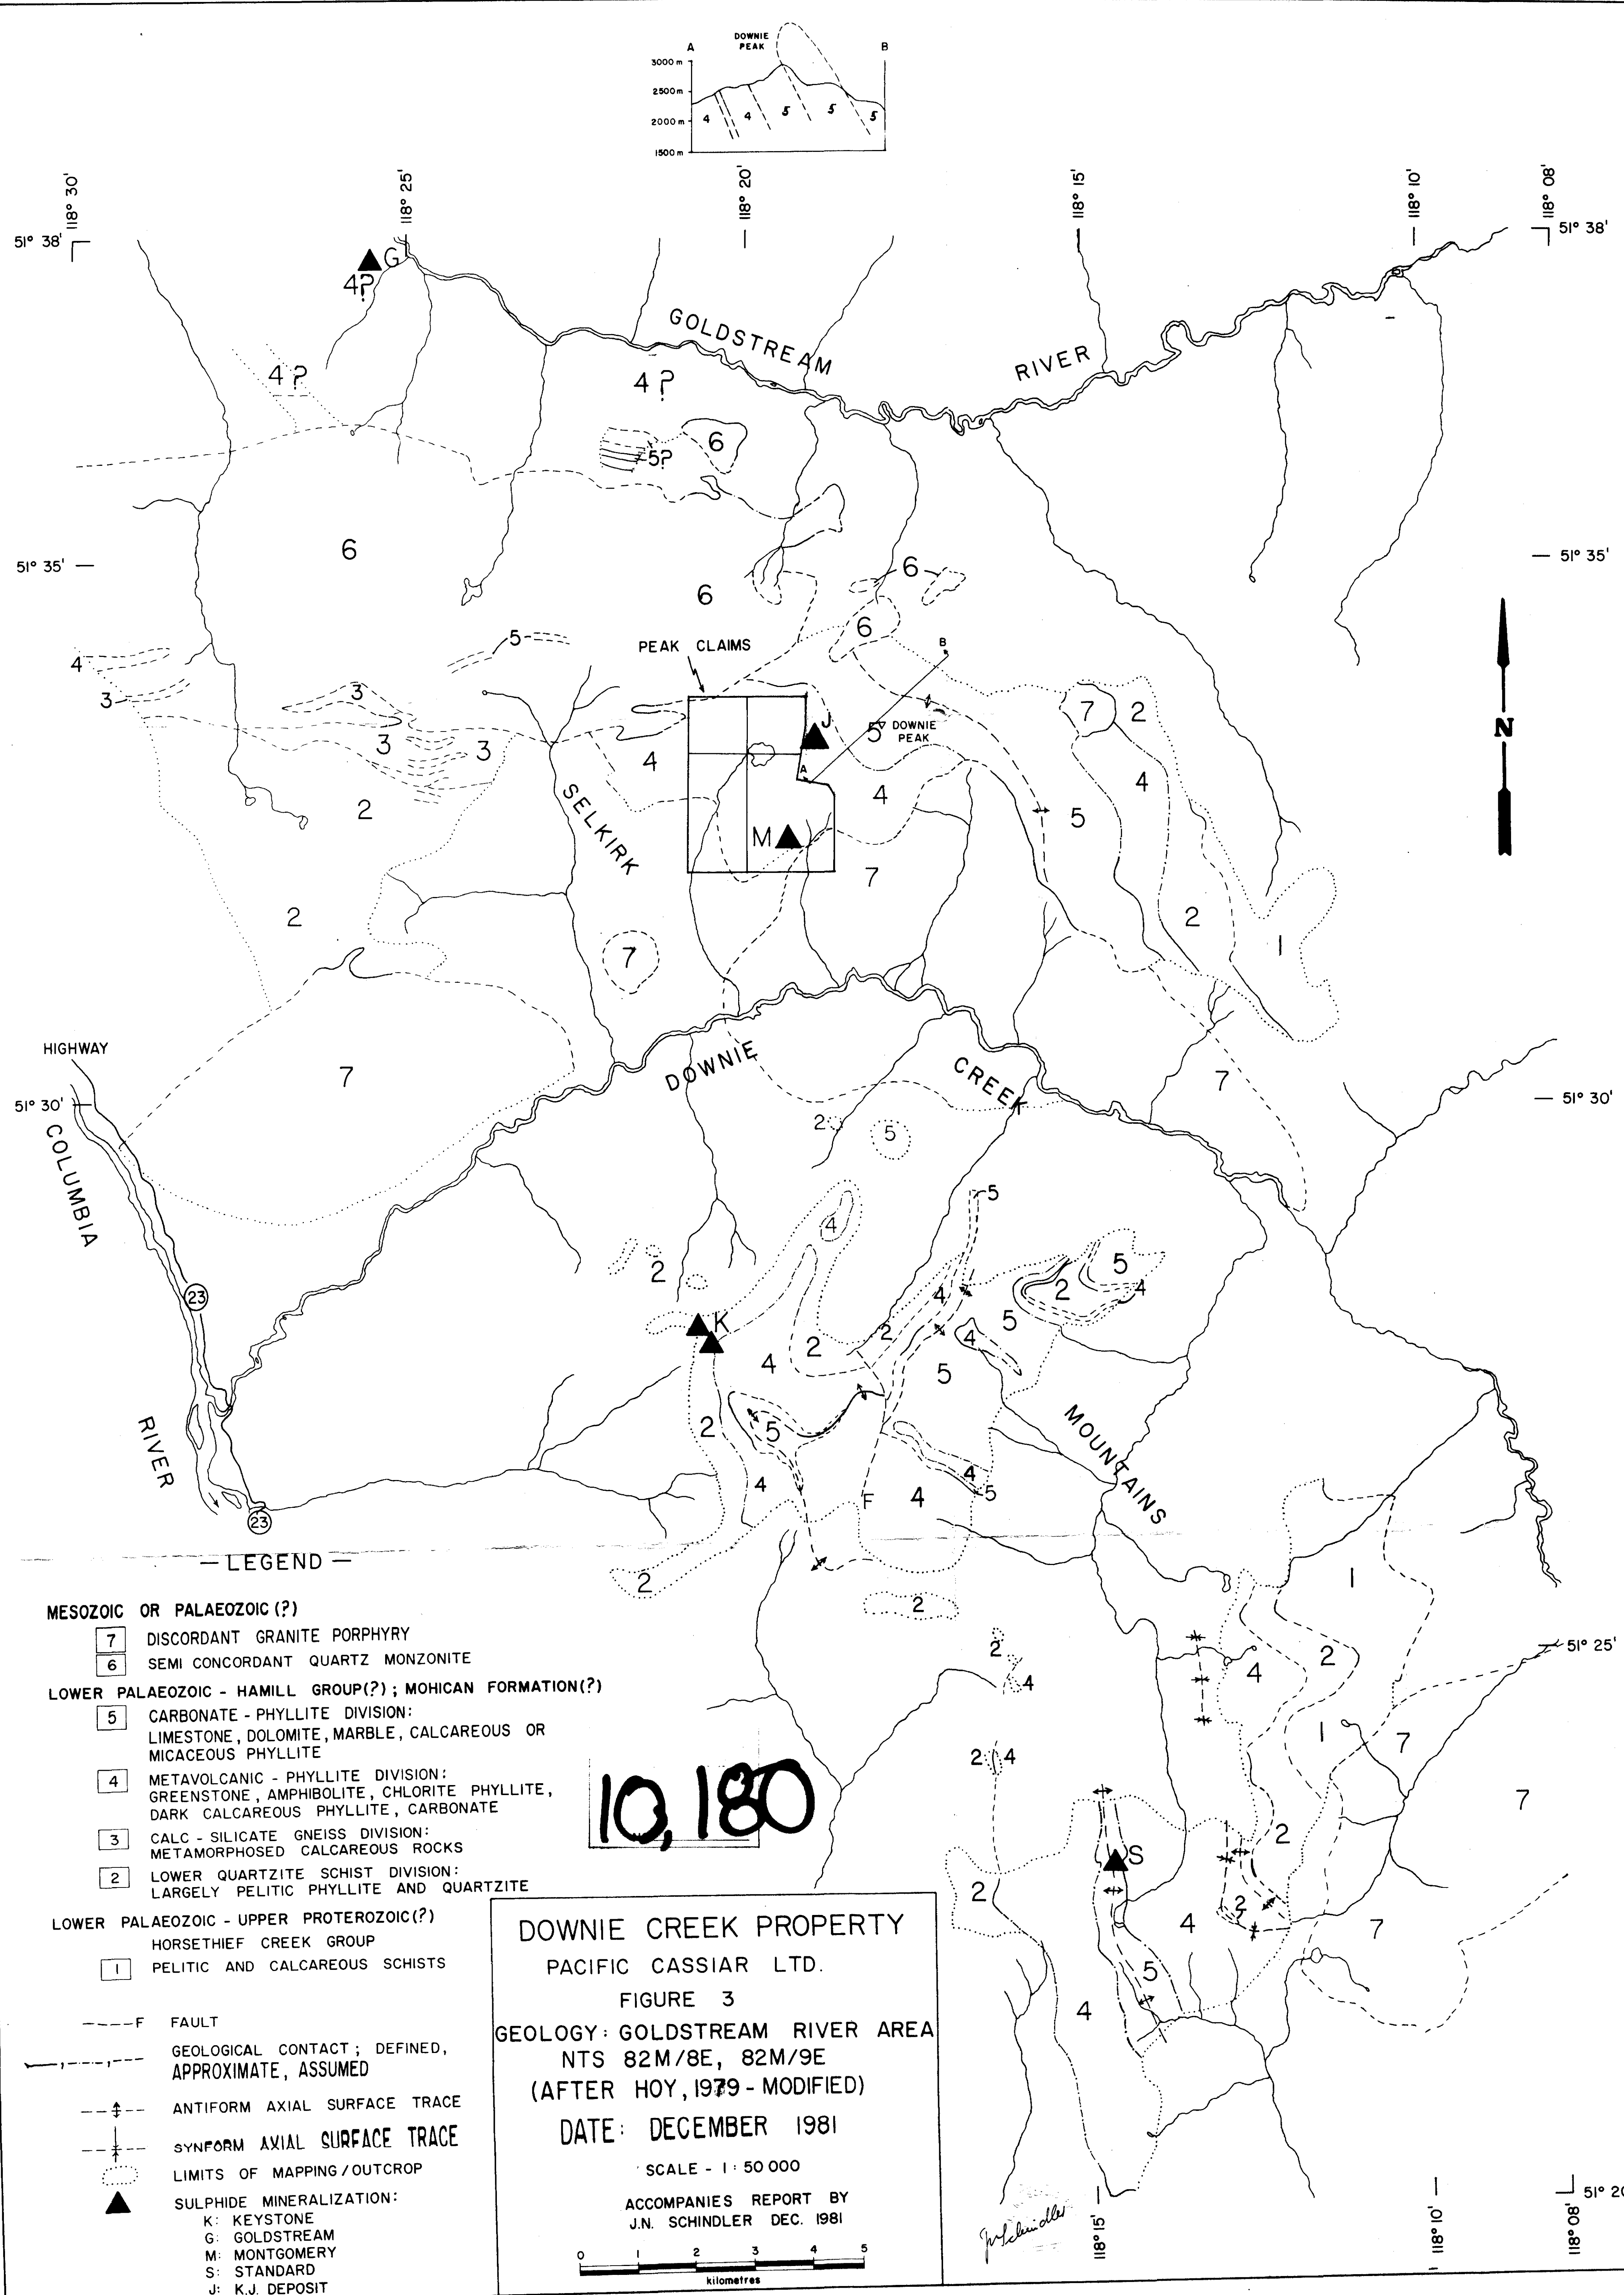 DOWNIE
PEAK
A
B
3000 m
2500m
2000 m
1500 m
4
4
5
5
5
118° 30'
118° 25'
118° 20'
118° 15'
118° 10'
118° 08'
51° 38'
51° 38'
G
4?
GOLDSTREAM
RIVER
4?
4?
6
5?
51° 35'
6
51° 35'
6
6
6
5
PEAK CLAIMS
B
4
3
3
7
2
J
5
DOWNIE
PEAK
3
3
4
A
4
N
2
SELKIRK
4
5
M
7
2
2
1
7
HIGHWAY
7
DOWNIE
CREEK
7
51° 30'
51° 30'
COLUMBIA
2
5
5
4
2
5
23
4
2
4
K
5
4
2
2
4
5
RIVER
2
5
MOUNTAINS
4
4
5
F
4
23
2
2
1
2
4
51° 25'
4
2
1
7
2
4
7
2
S
2
2
4
7
5
4
— LEGEND —
MESOZOIC OR PALAEOZOIC (?)
7 DISCORDANT GRANITE PORPHYRY
6 SEMI CONCORDANT QUARTZ MONZONITE
LOWER PALAEOZOIC - HAMILL GROUP(?) ; MOHICAN FORMATION(?)
5 CARBONATE - PHYLLITE DIVISION:
LIMESTONE, DOLOMITE, MARBLE, CALCAREOUS OR
MICACEOUS PHYLLITE
4 METAVOLCANIC - PHYLLITE DIVISION:
GREENSTONE, AMPHIBOLITE, CHLORITE PHYLLITE,
DARK CALCAREOUS PHYLLITE, CARBONATE
3 CALC - SILICATE GNEISS DIVISION:
METAMORPHOSED CALCAREOUS ROCKS
2 LOWER QUARTZITE SCHIST DIVISION:
LARGELY PELITIC PHYLLITE AND QUARTZITE
LOWER PALAEOZOIC - UPPER PROTEROZOIC(?)
HORSETHIEF CREEK GROUP
1 PELITIC AND CALCAREOUS SCHISTS
F FAULT
GEOLOGICAL CONTACT ; DEFINED,
APPROXIMATE, ASSUMED
ANTIFORM AXIAL SURFACE TRACE
SYNFORM AXIAL SURFACE TRACE
LIMITS OF MAPPING / OUTCROP
SULPHIDE MINERALIZATION:
K: KEYSTONE
G: GOLDSTREAM
M: MONTGOMERY
S: STANDARD
J: K.J. DEPOSIT
10,180
DOWNIE CREEK PROPERTY
PACIFIC CASSIAR LTD.
FIGURE 3
GEOLOGY: GOLDSTREAM RIVER AREA
NTS 82M/8E, 82M/9E
(AFTER HOY, 1979 - MODIFIED)
DATE: DECEMBER 1981
SCALE - 1 : 50 000
ACCOMPANIES REPORT BY
J.N. SCHINDLER DEC. 1981
0 1 2 3 4 5
kilometres
JN Schindler
118° 15'
118° 10'
118° 08'
51° 20